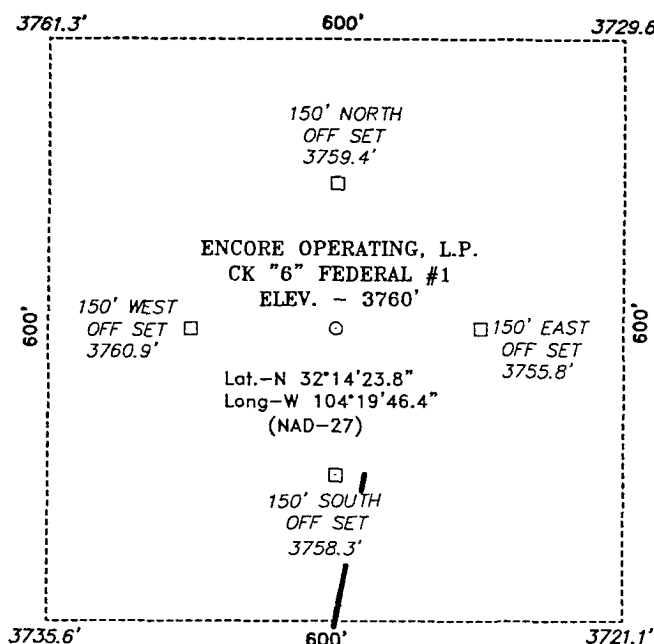 3761.3' 600' 3729.6
150' NORTH
OFF SET
3759.4'
ENCORE OPERATING, L.P.
CK "6" FEDERAL #1
ELEV. - 3760'
600'
150' WEST
OFF SET
3760.9'
150' EAST
OFF SET
3755.8'
600'
Lat.-N 32°14'23.8"
Long-W 104°19'46.4"
(NAD-27)
150' SOUTH
OFF SET
3758.3'
3735.6' 600' 3721.1'